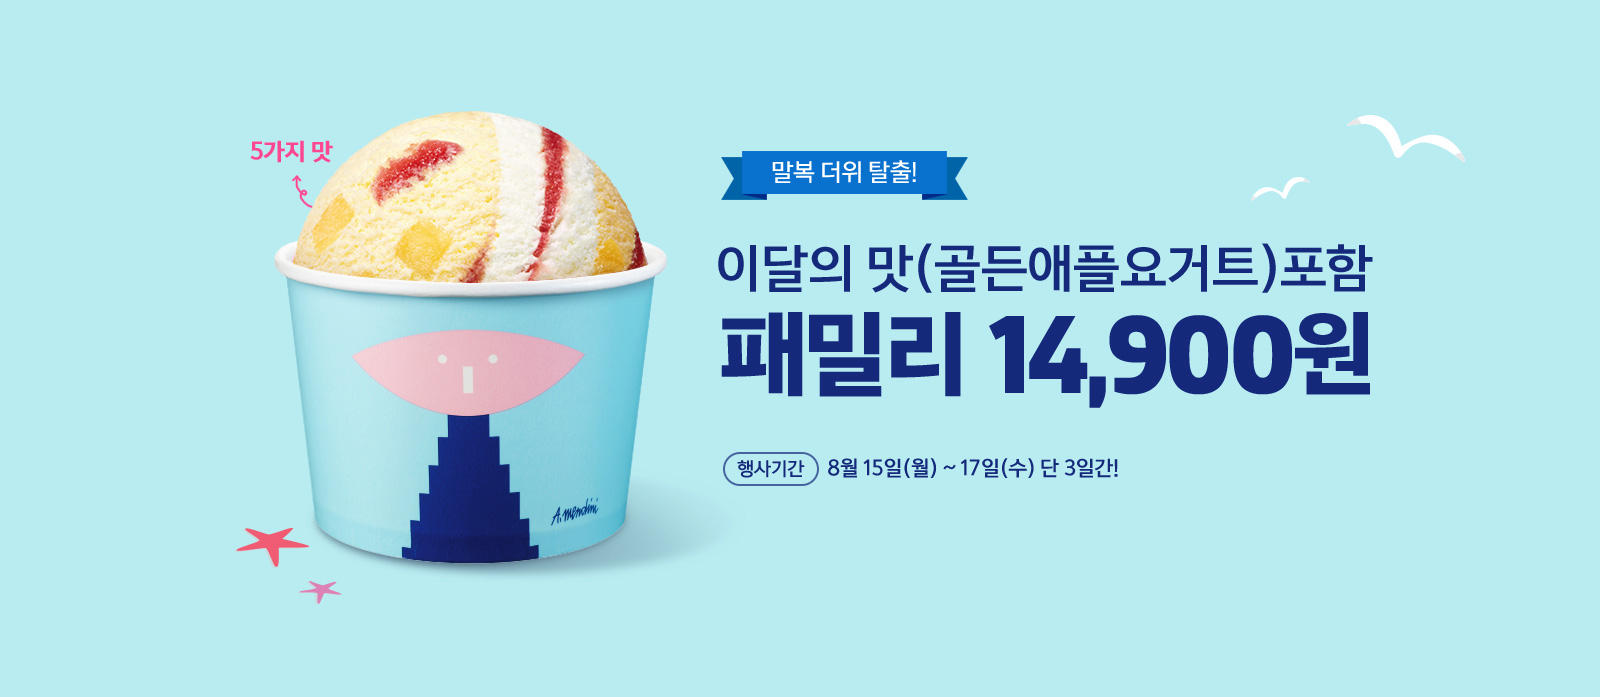 5가지 맛
말복 더위 탈출!
이달의 맛(골든애플요거트)포함
패밀리 14,900원
행사기간 8월 15일(월) ~ 17일(수) 단 3일간!
A.mendini